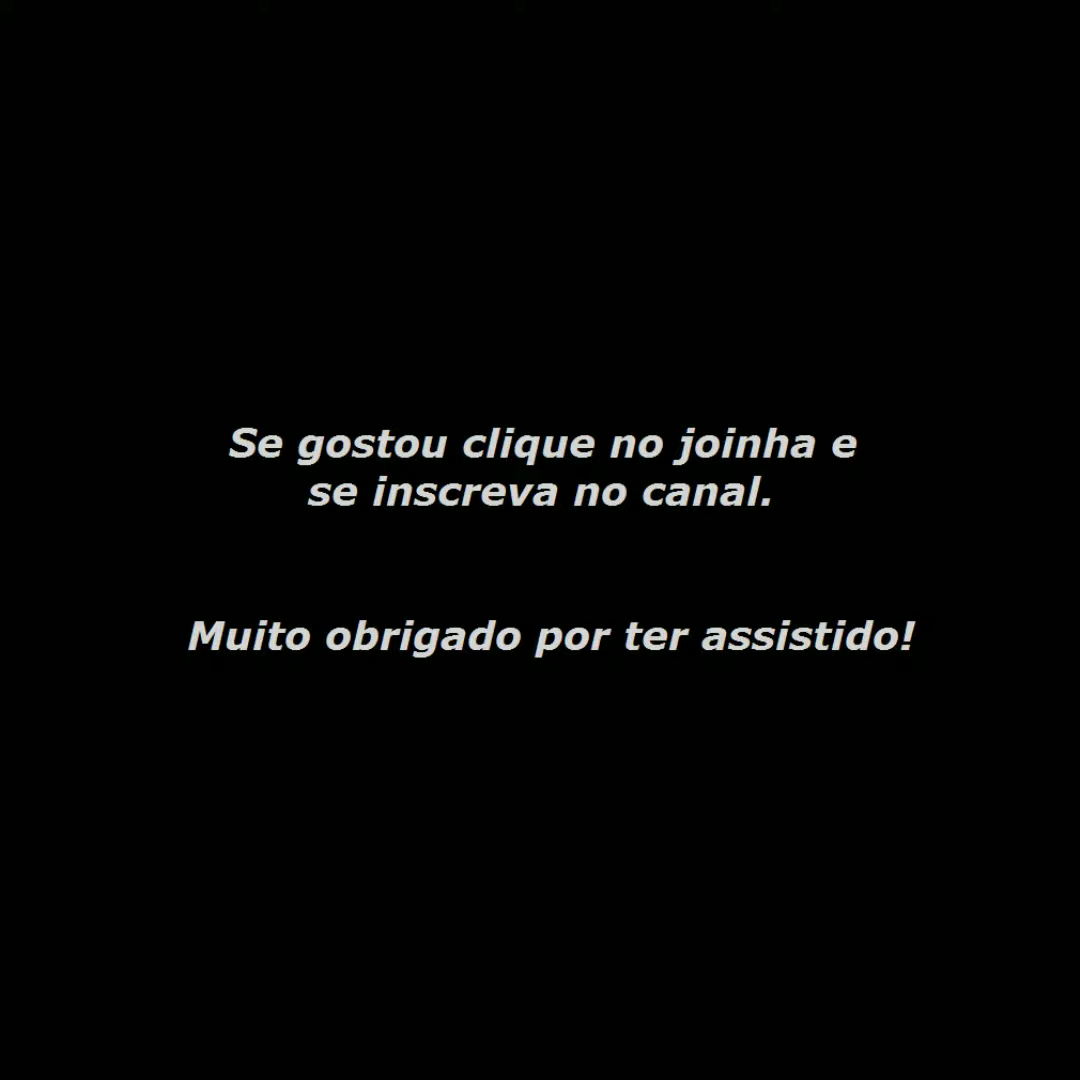 Se gostou clique no joinha e
se inscreva no canal.
Muito obrigado por ter assistido!